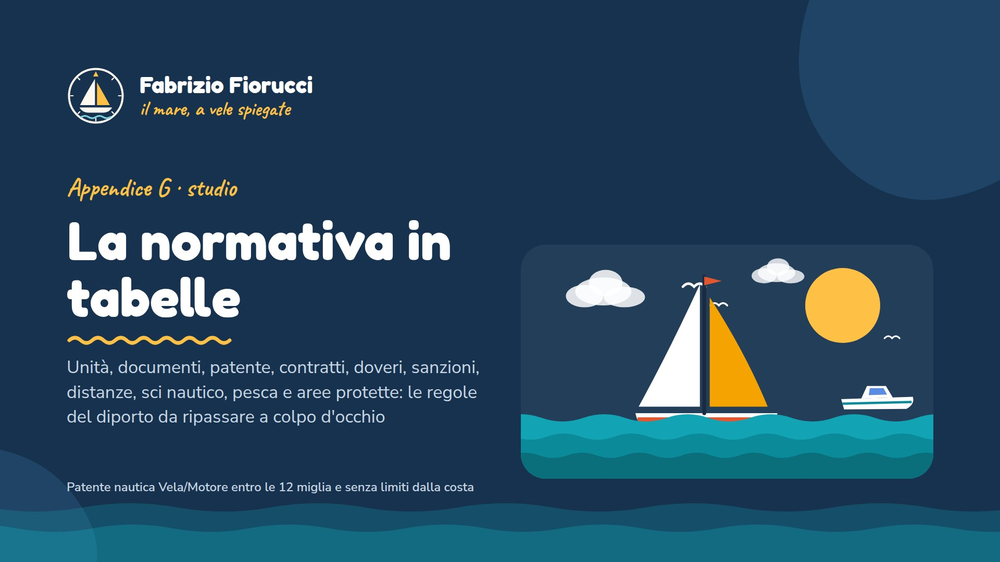 Fabrizio Fiorucci
il mare, a vele spiegate
Appendice G · studio
La normativa in
tabelle
Unità, documenti, patente, contratti, doveri, sanzioni,
distanze, sci nautico, pesca e aree protette: le regole
del diporto da ripassare a colpo d'occhio
Patente nautica Vela/Motore entro le 12 miglia e senza limiti dalla costa